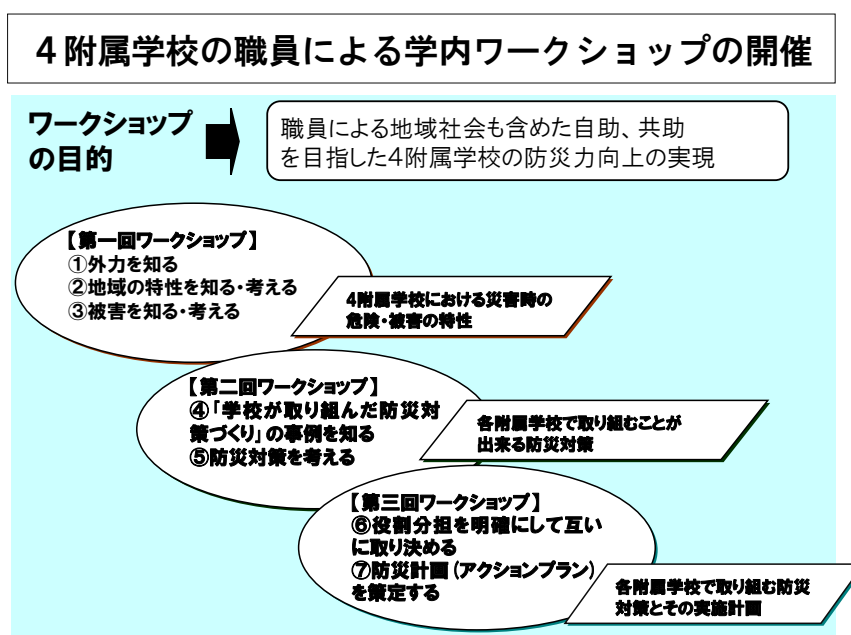 4附属学校の職員による学内ワークショップの開催
ワークショップ
の目的
職員による地域社会も含めた自助、共助
を目指した4附属学校の防災力向上の実現
【第一回ワークショップ】
①外力を知る
②地域の特性を知る・考える
③被害を知る・考える
4附属学校における災害時の
危険・被害の特性
【第二回ワークショップ】
④「学校が取り組んだ防災対
策づくり」の事例を知る
⑤防災対策を考える
各附属学校で取り組むことが
出来る防災対策
【第三回ワークショップ】
⑥役割分担を明確にして互い
に取り決める
⑦防災計画(アクションプラン)
を策定する
各附属学校で取り組む防災
対策とその実施計画